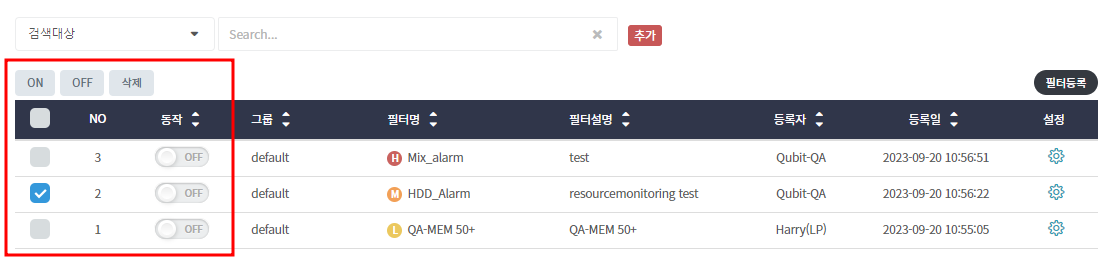 검색대상 Search... 추가
ON OFF 삭제 필터등록
NO 동작 그룹 필터명 필터설명 등록자 등록일 설정
3 OFF default H Mix_alarm test Qubit-QA 2023-09-20 10:56:51
2 OFF default M HDD_Alarm resourcemonitoring test Qubit-QA 2023-09-20 10:56:22
1 OFF default L QA-MEM 50+ QA-MEM 50+ Harry(LP) 2023-09-20 10:55:05